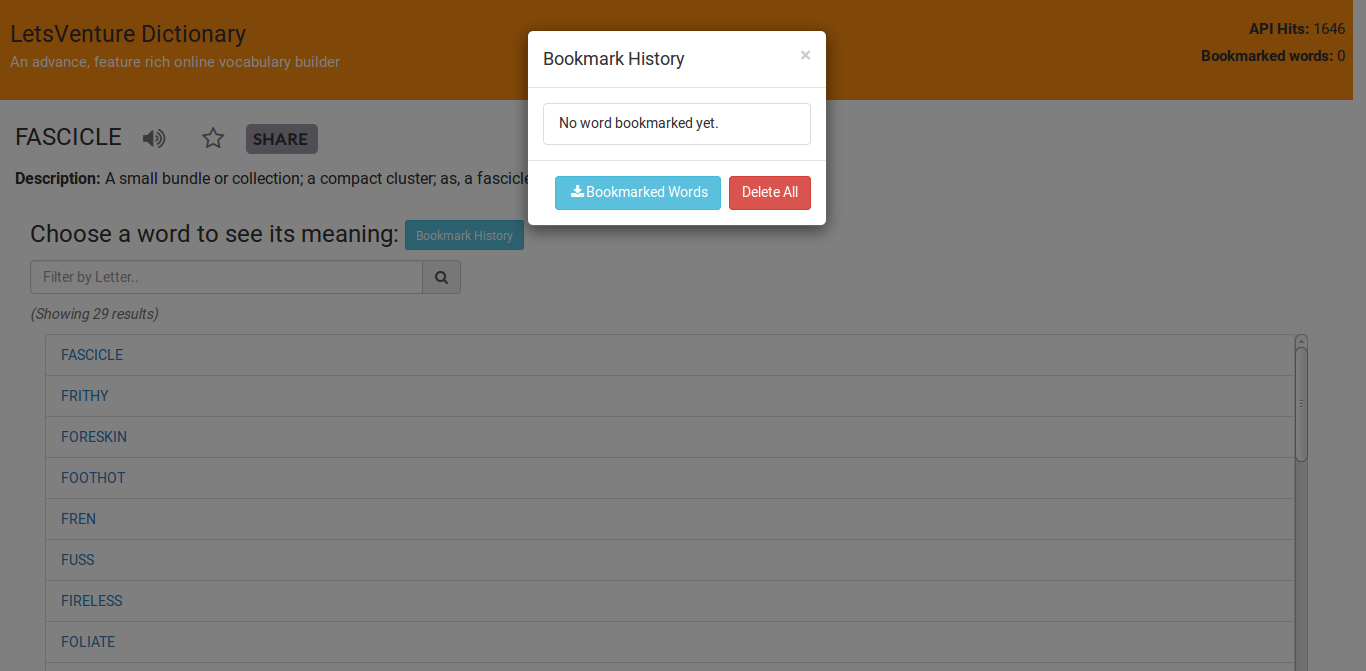 LetsVenture Dictionary
An advance, feature rich online vocabulary builder
API Hits: 1646
Bookmarked words: 0
Bookmark History
×
No word bookmarked yet.
Bookmarked Words
Delete All
FASCICLE
SHARE
Description: A small bundle or collection; a compact cluster; as, a fascicle
Choose a word to see its meaning:
Bookmark History
Filter by Letter..
(Showing 29 results)
FASCICLE
FRITHY
FORESKIN
FOOTHOT
FREN
FUSS
FIRELESS
FOLIATE